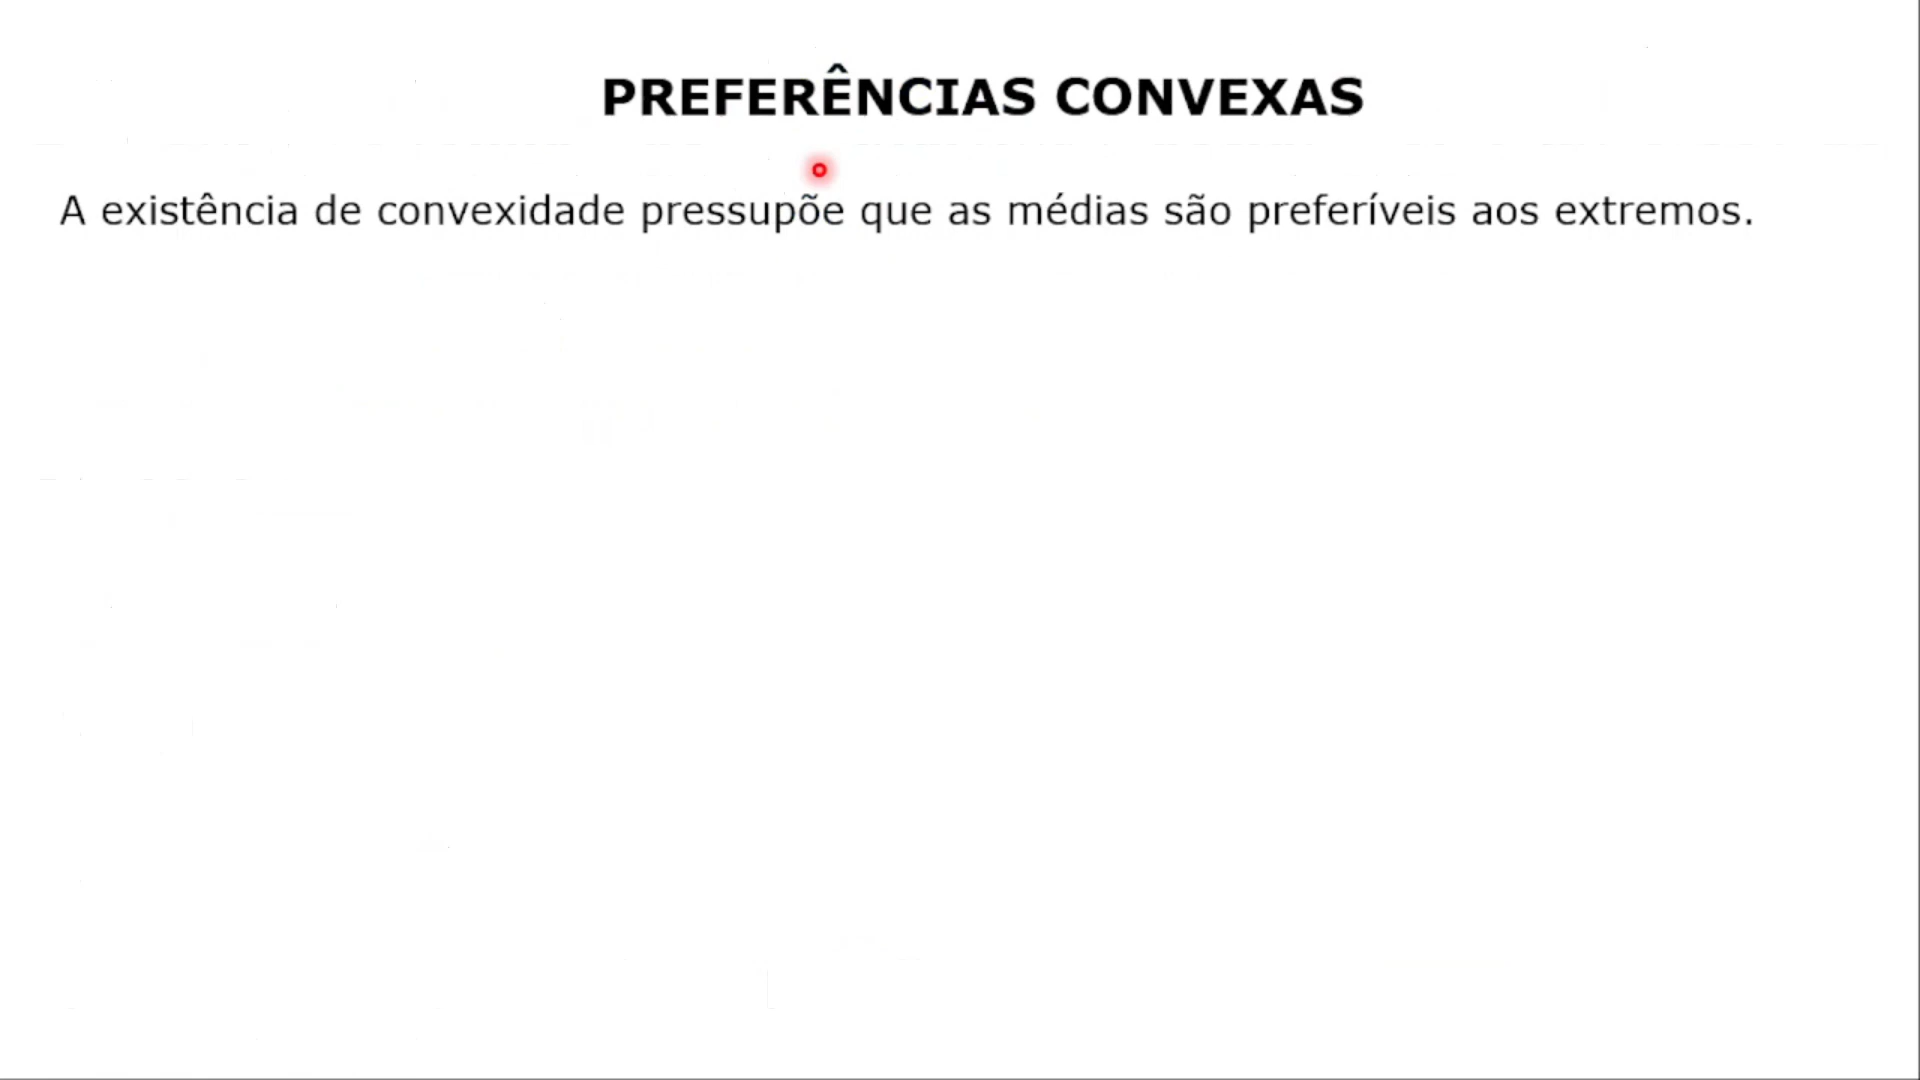 PREFERÊNCIAS CONVEXAS
A existência de convexidade pressupõe que as médias são preferíveis aos extremos.